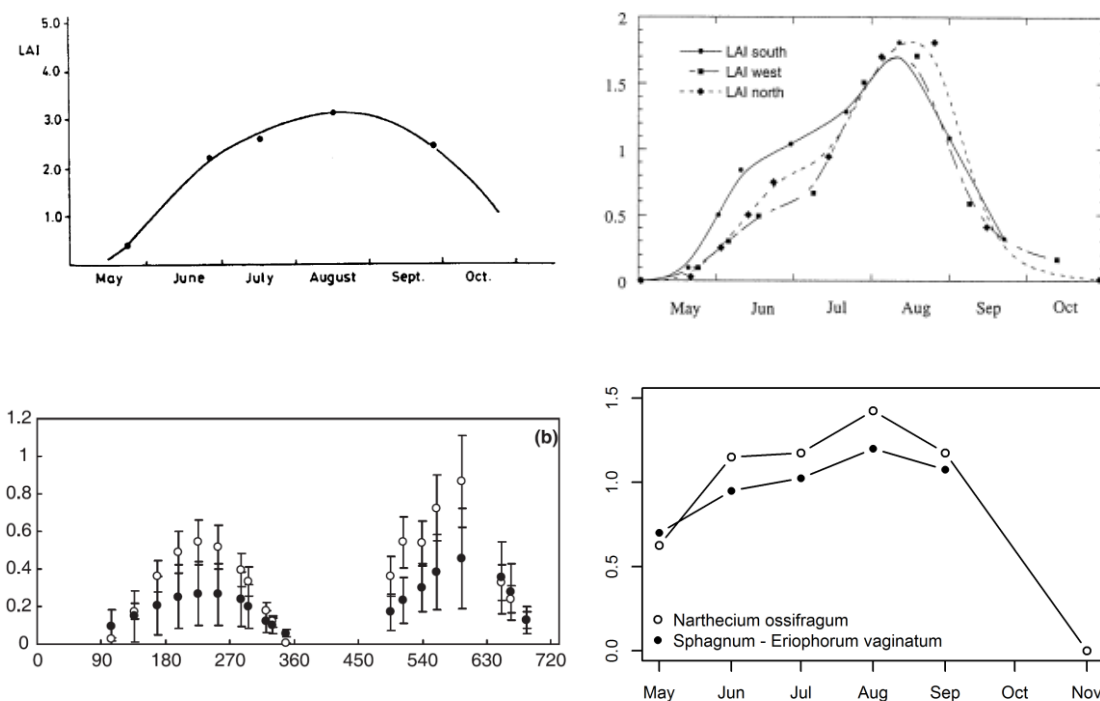 5.0
LAI
4.0
3.0
2.0
1.0
May June July August Sept. Oct.
2
1.5
1
0.5
0
LAI south
LAI west
LAI north
May Jun Jul Aug Sep Oct
1.2
1
0.8
0.6
0.4
0.2
0
(b)
0 90 180 270 360 450 540 630 720
1.5
1.0
0.5
0.0
Narthecium ossifragum
Sphagnum - Eriophorum vaginatum
May Jun Jul Aug Sep Oct Nov